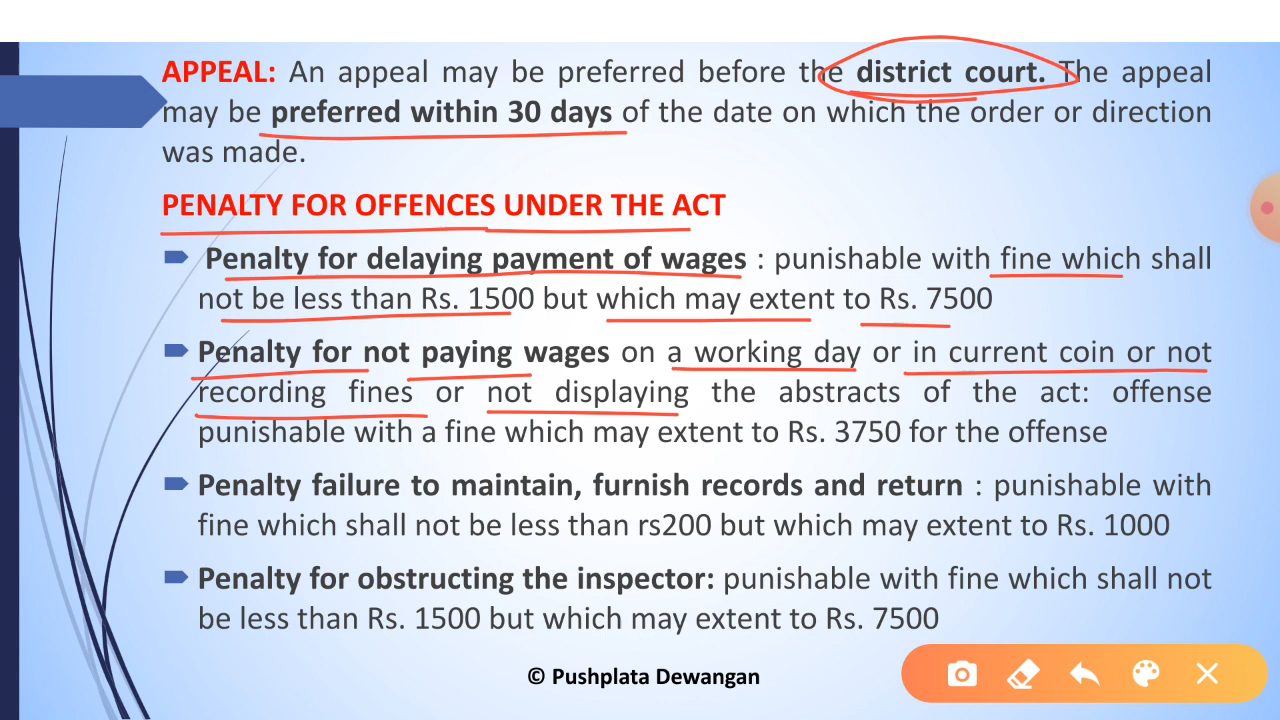 APPEAL: An appeal may be preferred before the district court. The appeal
may be preferred within 30 days of the date on which the order or direction
was made.
PENALTY FOR OFFENCES UNDER THE ACT
Penalty for delaying payment of wages : punishable with fine which shall
not be less than Rs. 1500 but which may extent to Rs. 7500
Penalty for not paying wages on a working day or in current coin or not
recording fines or not displaying the abstracts of the act: offense
punishable with a fine which may extent to Rs. 3750 for the offense
Penalty failure to maintain, furnish records and return : punishable with
fine which shall not be less than rs200 but which may extent to Rs. 1000
Penalty for obstructing the inspector: punishable with fine which shall not
be less than Rs. 1500 but which may extent to Rs. 7500
© Pushplata Dewangan